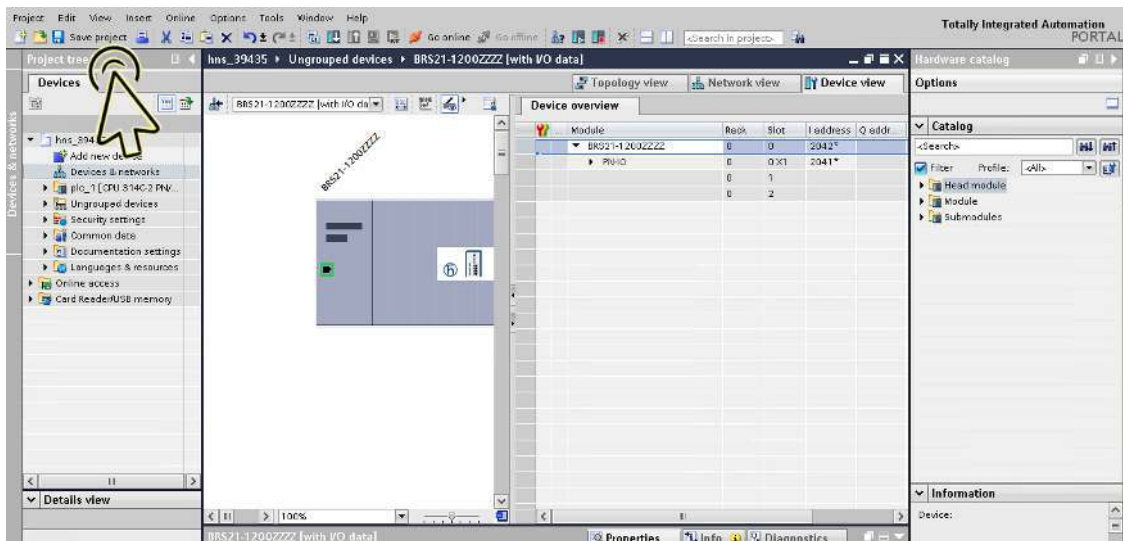 Project Edit View Insert Online Options Tools Window Help
Totally Integrated Automation
PORTAL
Save project
Go online
Go offline
<Search in project>
Project tree
hns_39435 ▸ Ungrouped devices ▸ BRS21-1200ZZZZ [with I/O data]
Hardware catalog
Devices
Topology view
Network view
Device view
Options
BRS21-1200ZZZZ [with I/O da
Device overview
Devices & networks
Module
Rack
Slot
I address
Q addr...
BRS21-1200ZZZZ
0
0
2042*
PN-IO
0
0 X1
2041*
0
1
0
2
Add new device
Devices & networks
plc_1 [CPU 314C-2 PN/...
Ungrouped devices
Security settings
Common data
Documentation settings
Languages & resources
Online access
Card Reader/USB memory
BRS21-1200ZZZZ
Catalog
<Search>
Filter
Profile:
<All>
Head module
Module
Submodules
Details view
100%
Information
Device:
BRS21-1200ZZZZ [with I/O data]
Properties
Info
Diagnostics